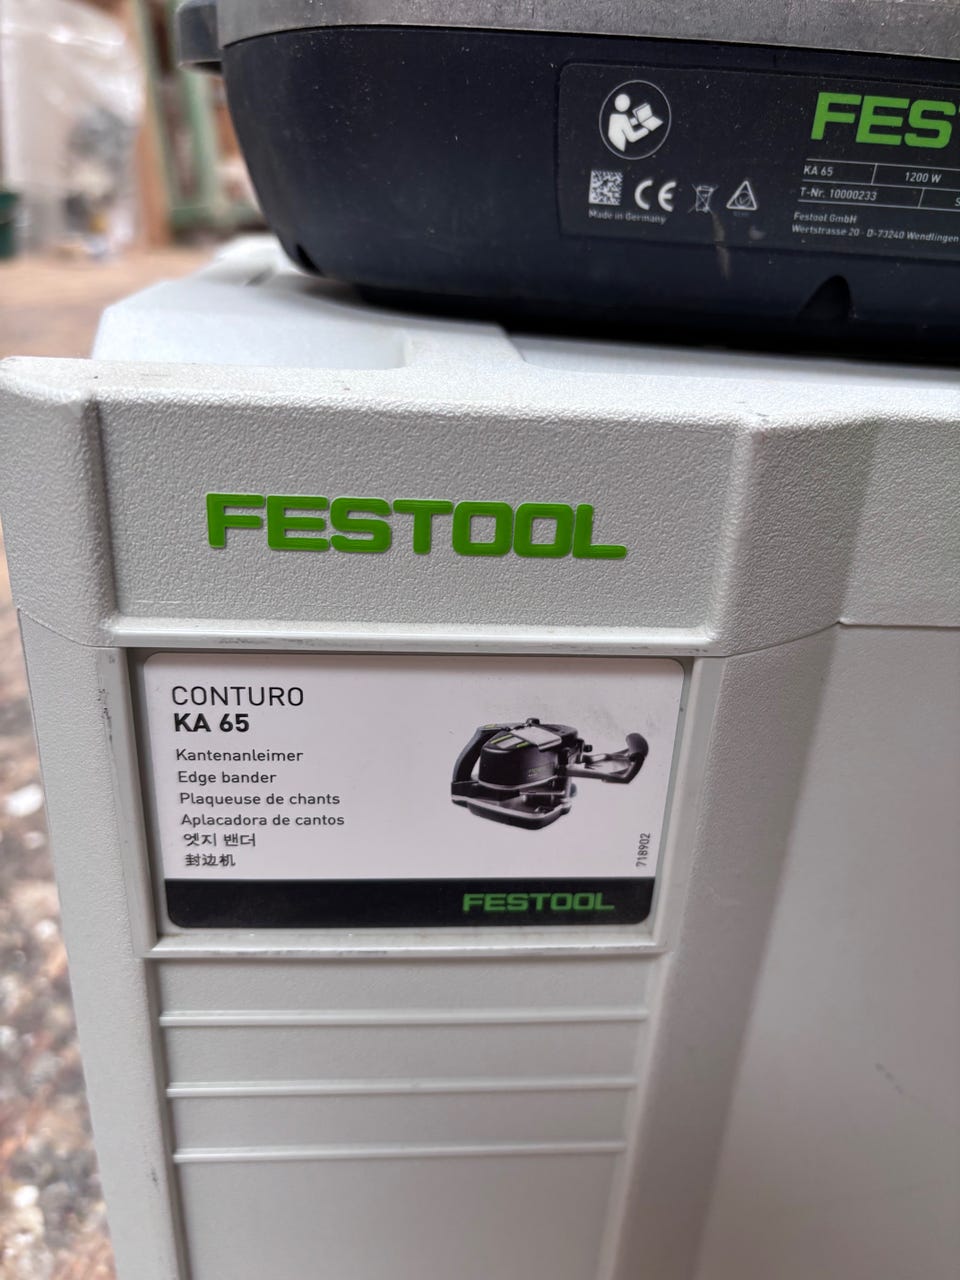 FES
KA 65 1200 W
T-Nr. 10000233 S
Made in Germany
Festool GmbH
Wertstrasse 20 · D-73240 Wendlingen
FESTOOL
CONTURO
KA 65
Kantenanleimer
Edge bander
Plaqueuse de chants
Aplacadora de cantos
엣지 밴더
封边机
718902
FESTOOL